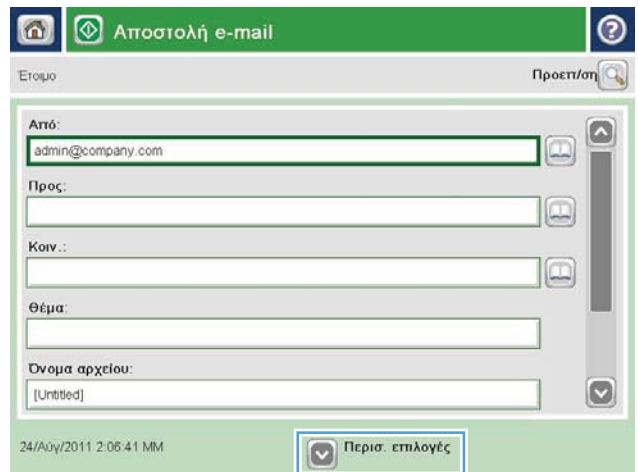 Αποστολή e-mail
Έτοιμο Προεπ/ση
Από:
admin@company.com
Προς:
Κοιν.:
Θέμα:
Όνομα αρχείου:
[Untitled]
24/Αύγ/2011 2:06:41 MM Περισ. επιλογές